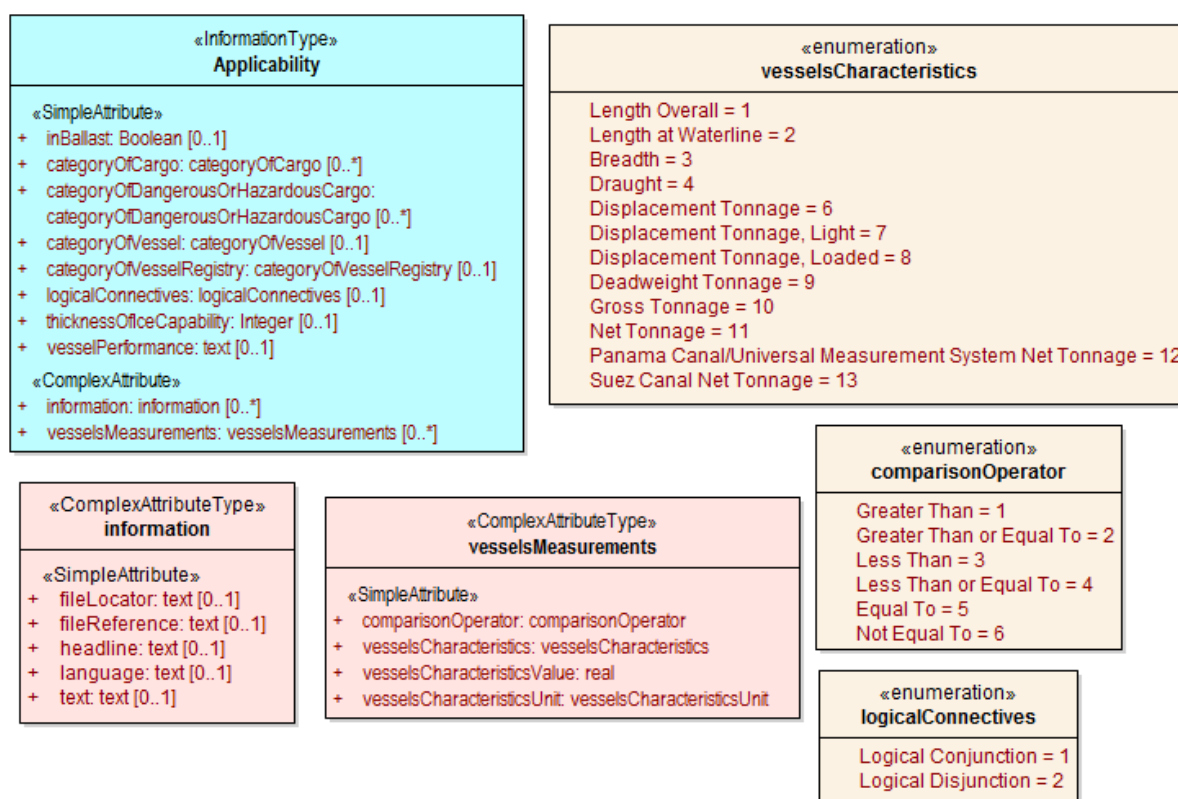 «InformationType»
Applicability
«SimpleAttribute»
+ inBallast: Boolean [0..1]
+ categoryOfCargo: categoryOfCargo [0..*]
+ categoryOfDangerousOrHazardousCargo:
categoryOfDangerousOrHazardousCargo [0..*]
+ categoryOfVessel: categoryOfVessel [0..1]
+ categoryOfVesselRegistry: categoryOfVesselRegistry [0..1]
+ logicalConnectives: logicalConnectives [0..1]
+ thicknessOfIceCapability: Integer [0..1]
+ vesselPerformance: text [0..1]
«ComplexAttribute»
+ information: information [0..*]
+ vesselsMeasurements: vesselsMeasurements [0..*]
«enumeration»
vesselsCharacteristics
Length Overall = 1
Length at Waterline = 2
Breadth = 3
Draught = 4
Displacement Tonnage = 6
Displacement Tonnage, Light = 7
Displacement Tonnage, Loaded = 8
Deadweight Tonnage = 9
Gross Tonnage = 10
Net Tonnage = 11
Panama Canal/Universal Measurement System Net Tonnage = 12
Suez Canal Net Tonnage = 13
«ComplexAttributeType»
information
«SimpleAttribute»
+ fileLocator: text [0..1]
+ fileReference: text [0..1]
+ headline: text [0..1]
+ language: text [0..1]
+ text: text [0..1]
«ComplexAttributeType»
vesselsMeasurements
«SimpleAttribute»
+ comparisonOperator: comparisonOperator
+ vesselsCharacteristics: vesselsCharacteristics
+ vesselsCharacteristicsValue: real
+ vesselsCharacteristicsUnit: vesselsCharacteristicsUnit
«enumeration»
comparisonOperator
Greater Than = 1
Greater Than or Equal To = 2
Less Than = 3
Less Than or Equal To = 4
Equal To = 5
Not Equal To = 6
«enumeration»
logicalConnectives
Logical Conjunction = 1
Logical Disjunction = 2